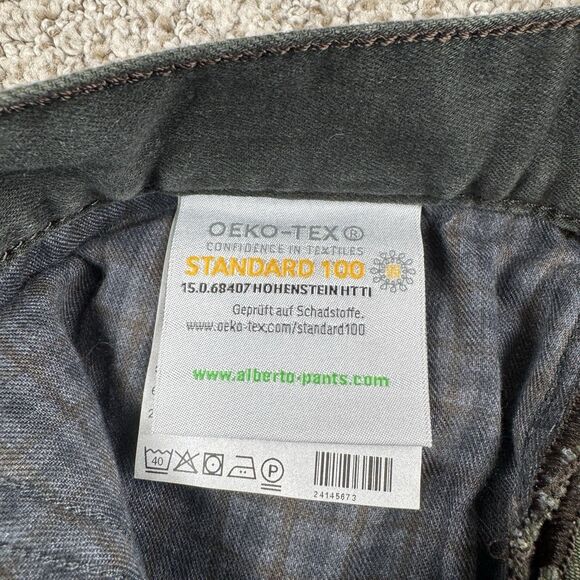 OEKO-TEX®
CONFIDENCE IN TEXTILES
STANDARD 100
15.0.68407 HOHENSTEIN HTTI
Geprüft auf Schadstoffe.
www.oeko-tex.com/standard100
www.alberto-pants.com
40
P
24145673